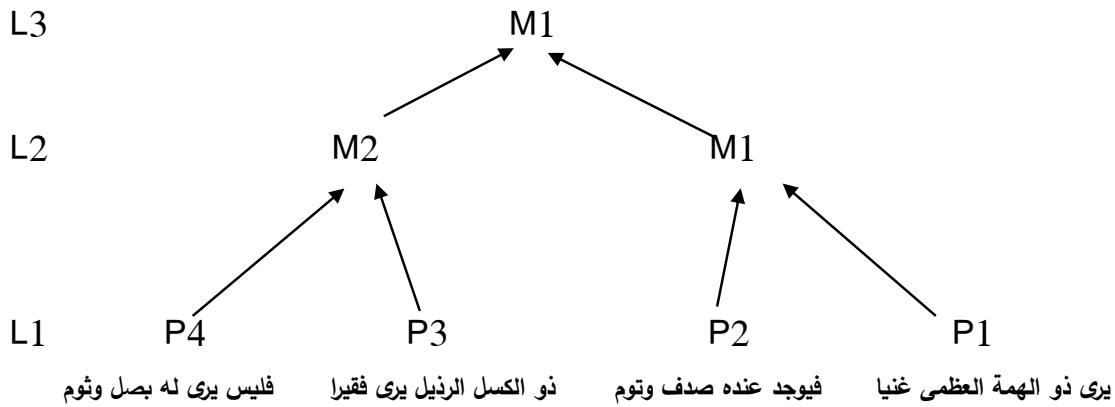 L3 M1
L2 M2 M1
L1 P4 P3 P2 P1
يرى ذو الهمة العظمى غنيا فيوجد عنده صدف وتوم ذو الكسل الرذيل يرى فقيرا فليس يرى له بصل وثوم